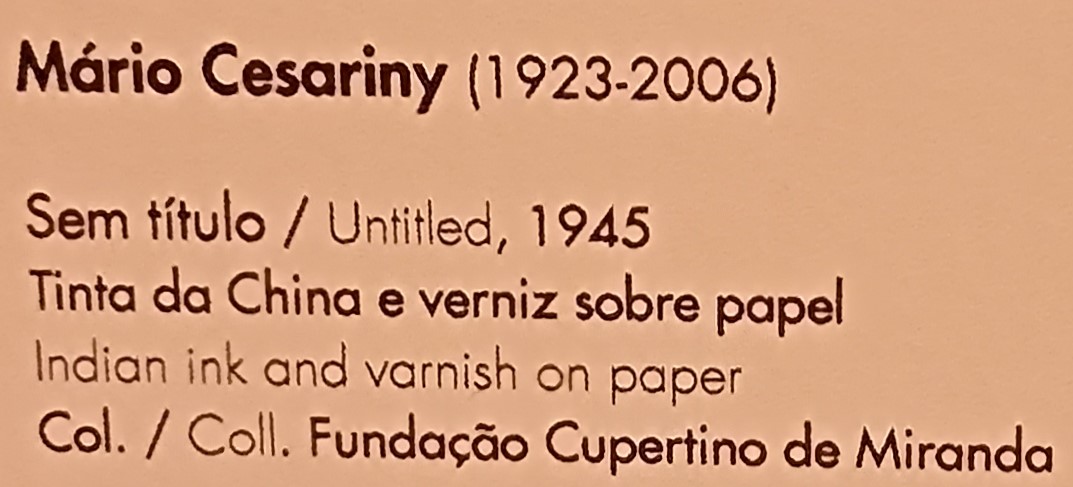 Mário Cesariny (1923-2006)
Sem título / Untitled, 1945
Tinta da China e verniz sobre papel
Indian ink and varnish on paper
Col. / Coll. Fundação Cupertino de Miranda